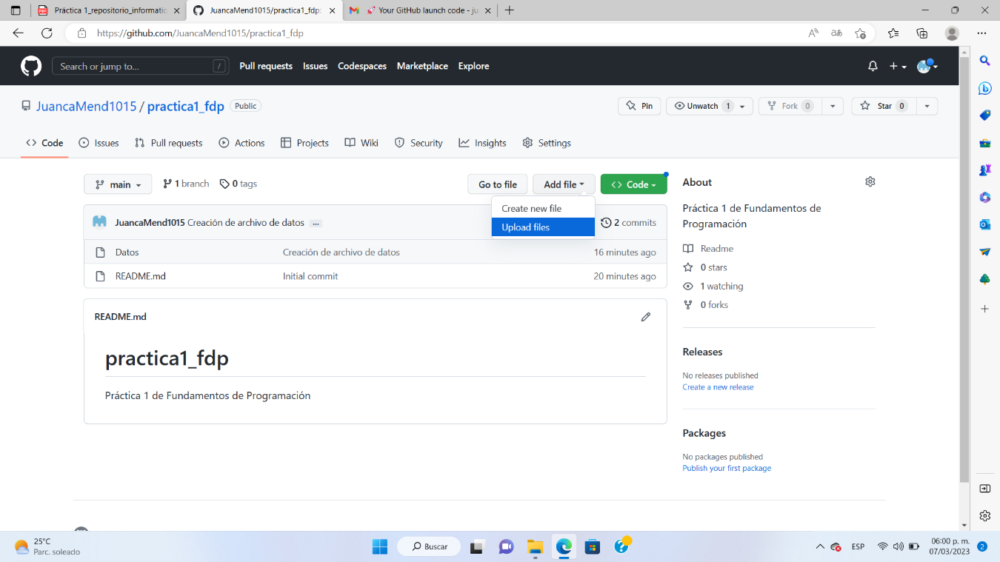 Práctica 1_repositorio_informatic
JuancaMend1015/practica1_fdp:
🚀 Your GitHub launch code - ju
https://github.com/JuancaMend1015/practica1_fdp
Search or jump to...
/
Pull requests
Issues
Codespaces
Marketplace
Explore
JuancaMend1015 / practica1_fdp
Public
Pin
Unwatch 1
Fork 0
Star 0
Code
Issues
Pull requests
Actions
Projects
Wiki
Security
Insights
Settings
main
1 branch
0 tags
Go to file
Add file
Code
Create new file
Upload files
JuancaMend1015 Creación de archivo de datos ...
2 commits
Datos
Creación de archivo de datos
16 minutes ago
README.md
Initial commit
20 minutes ago
README.md
practica1_fdp
Práctica 1 de Fundamentos de Programación
About
Práctica 1 de Fundamentos de
Programación
Readme
0 stars
1 watching
0 forks
Releases
No releases published
Create a new release
Packages
No packages published
Publish your first package
25°C
Parc. soleado
Buscar
ESP
06:00 p. m.
07/03/2023
2